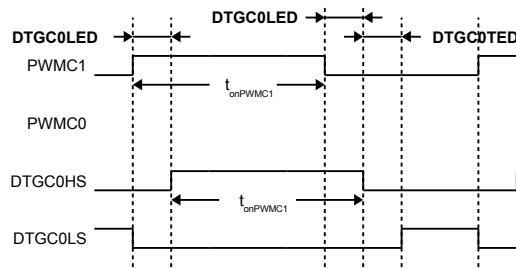 DTGC0LED
DTGC0LED
DTGC0TED
PWMC1
tonPWMC1
PWMC0
DTGC0HS
tonPWMC1
DTGC0LS